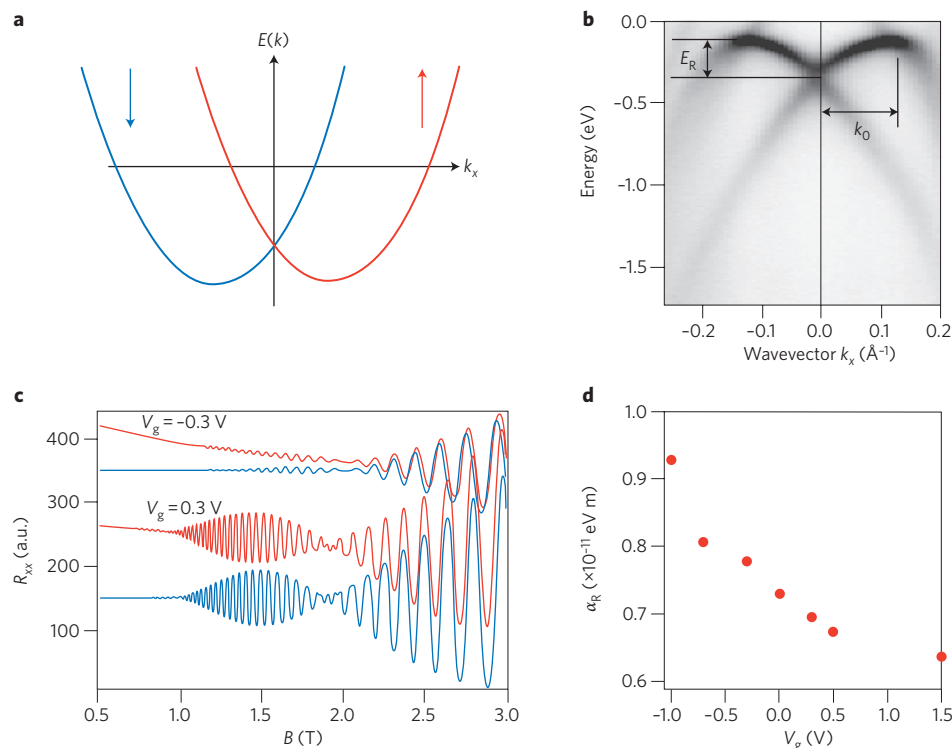 a
E(k)
kₓ
b
0.0
-0.5
-1.0
-1.5
Energy (eV)
E_R
k₀
-0.2
-0.1
0.0
0.1
0.2
Wavevector kₓ (Å⁻¹)
c
V_g = –0.3 V
V_g = 0.3 V
400
300
200
100
R_xx (a.u.)
0.5
1.0
1.5
2.0
2.5
3.0
B (T)
d
1.0
0.9
0.8
0.7
0.6
α_R (×10⁻¹¹ eV m)
-1.0
-0.5
0.0
0.5
1.0
1.5
V_g (V)